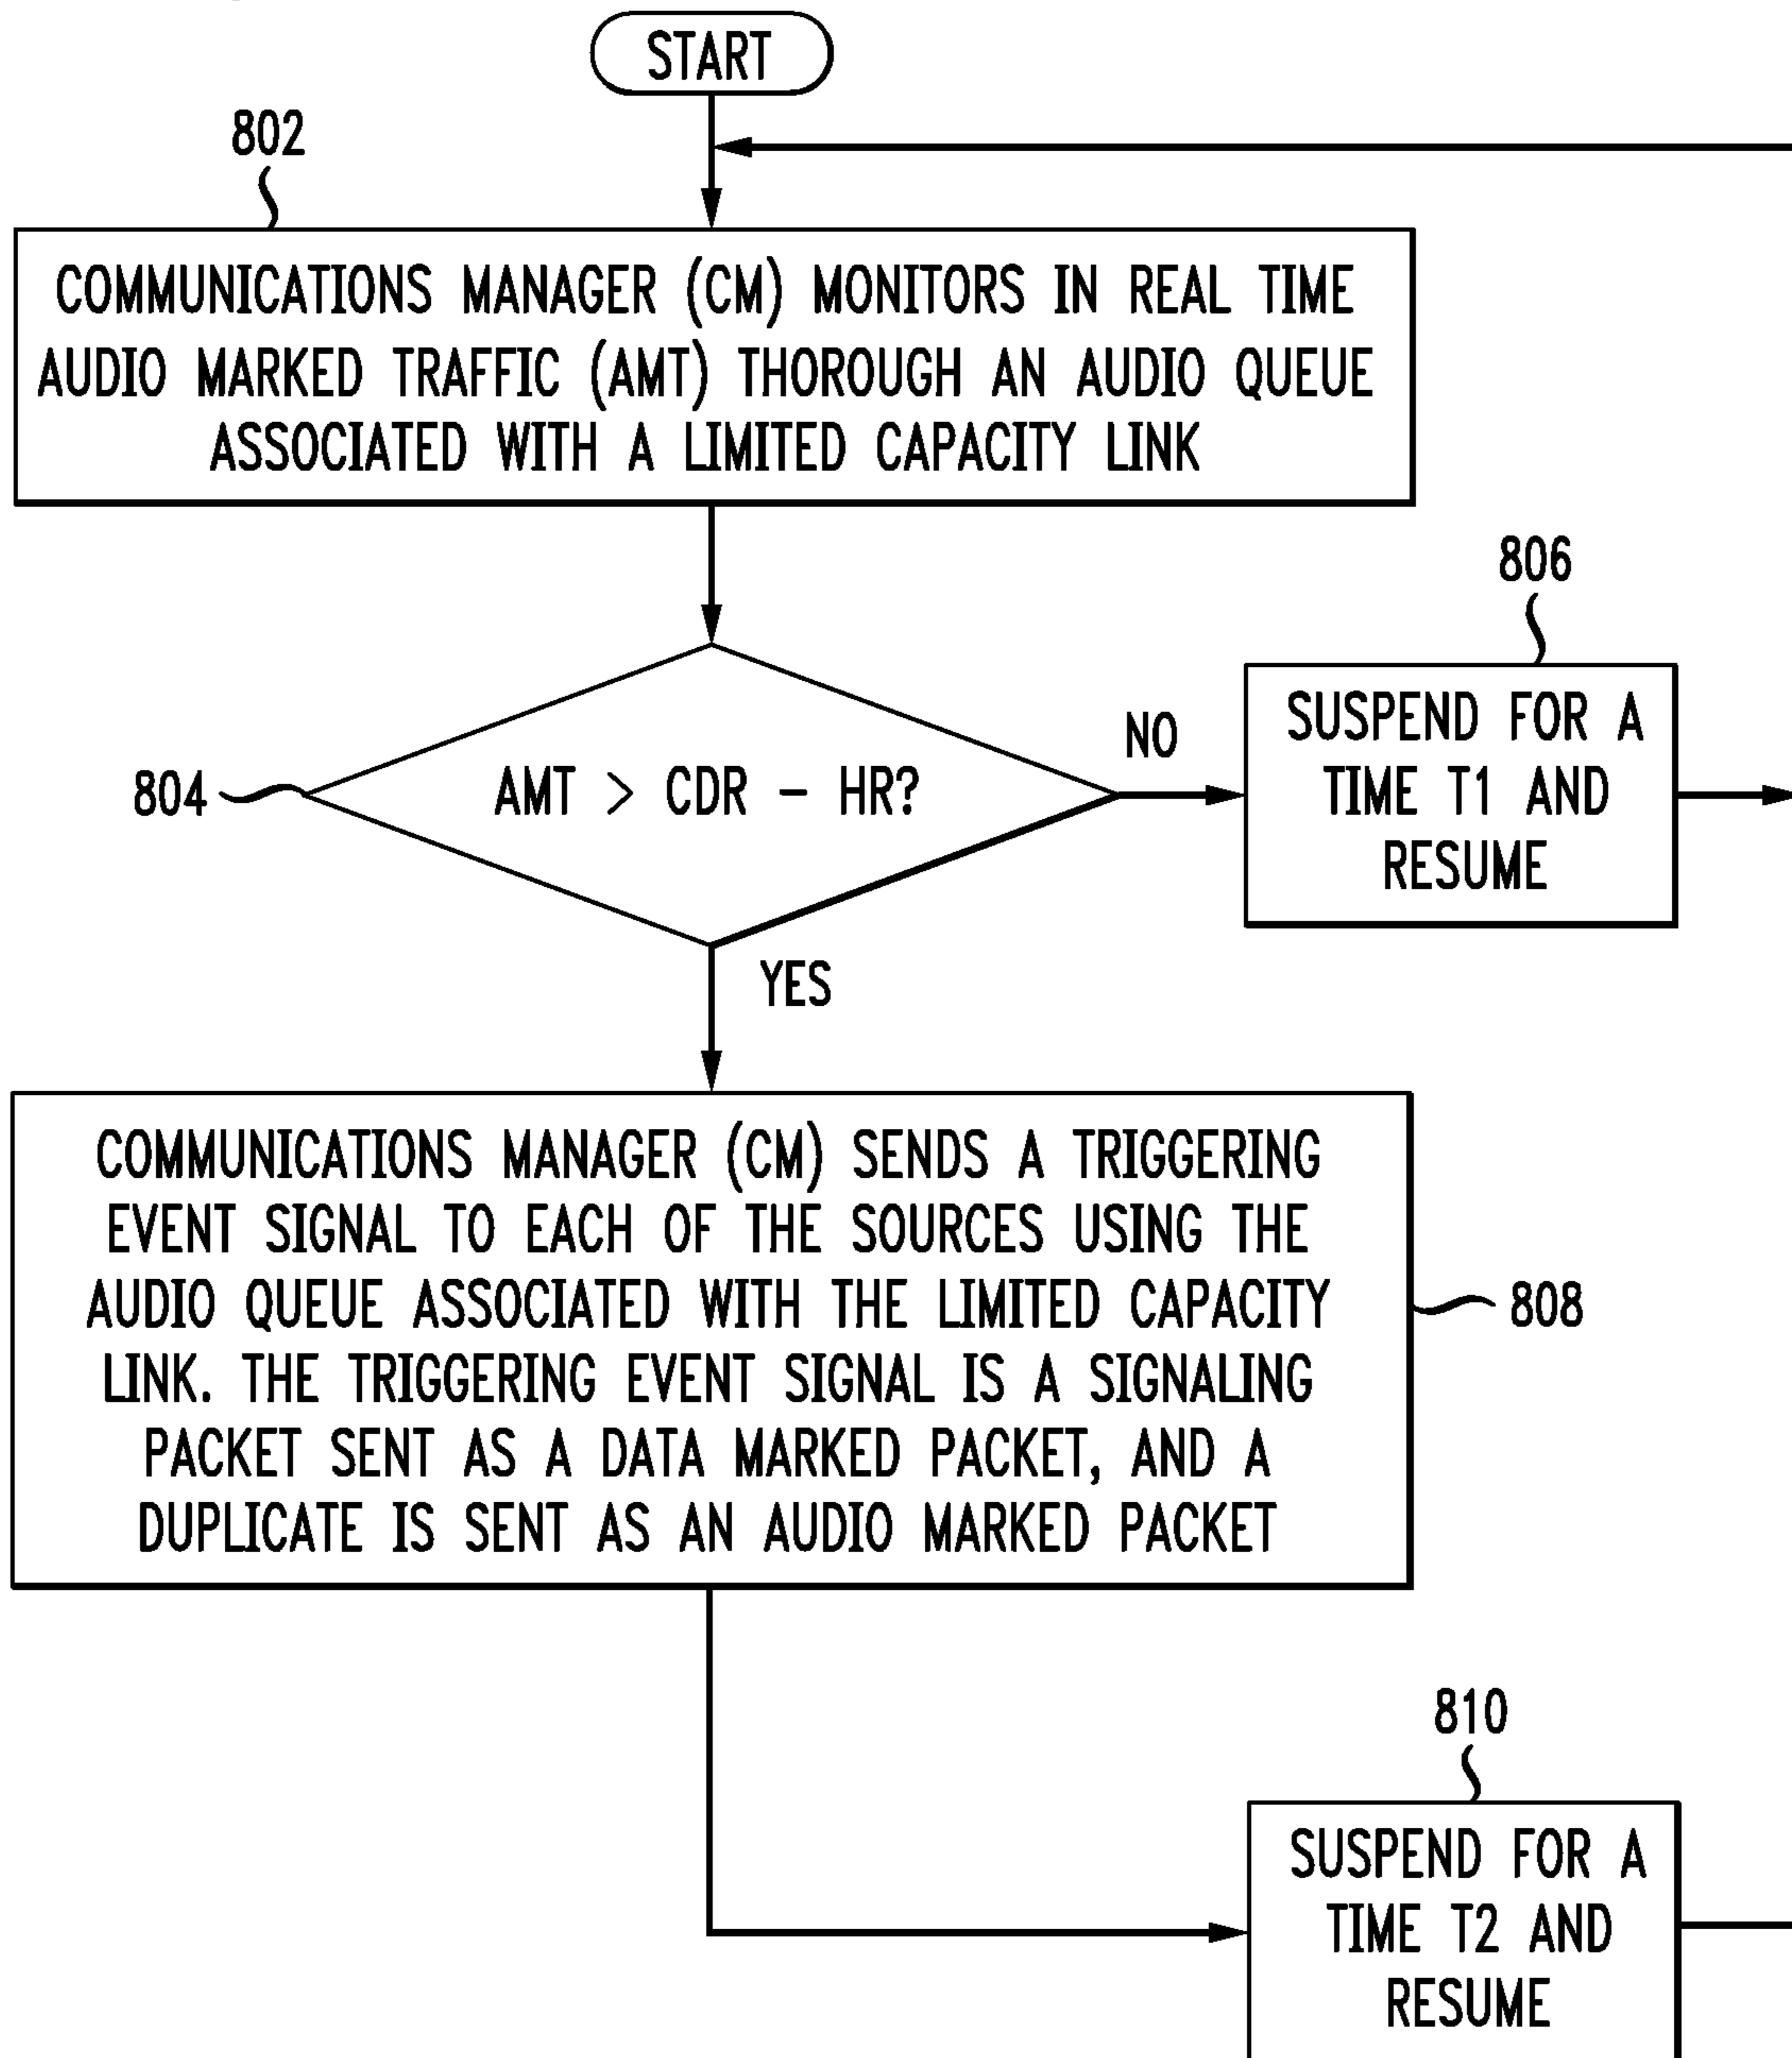 START
802
COMMUNICATIONS MANAGER (CM) MONITORS IN REAL TIME
AUDIO MARKED TRAFFIC (AMT) THOROUGH AN AUDIO QUEUE
ASSOCIATED WITH A LIMITED CAPACITY LINK
804
AMT > CDR - HR?
NO
806
SUSPEND FOR A
TIME T1 AND
RESUME
YES
COMMUNICATIONS MANAGER (CM) SENDS A TRIGGERING
EVENT SIGNAL TO EACH OF THE SOURCES USING THE
AUDIO QUEUE ASSOCIATED WITH THE LIMITED CAPACITY
LINK. THE TRIGGERING EVENT SIGNAL IS A SIGNALING
PACKET SENT AS A DATA MARKED PACKET, AND A
DUPLICATE IS SENT AS AN AUDIO MARKED PACKET
808
810
SUSPEND FOR A
TIME T2 AND
RESUME